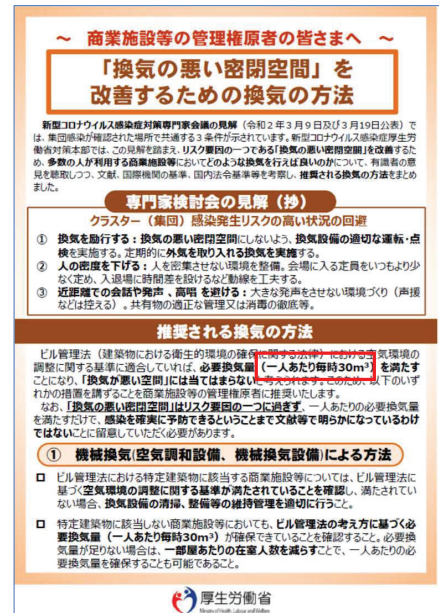 ～ 商業施設等の管理権原者の皆さまへ ～
「換気の悪い密閉空間」を
改善するための換気の方法
新型コロナウイルス感染症対策専門家会議の見解（令和２年３月９日及び３月19日公表）で
は、集団感染が確認された場所で共通する３条件が示されています。新型コロナウイルス感染症厚生労
働省対策本部では、この見解を踏まえ、リスク要因の一つである「換気の悪い密閉空間」を改善するた
め、多数の人が利用する商業施設等においてどのような換気を行えば良いのかについて、有識者の意
見を聴取しつつ、文献、国際機関の基準、国内法令基準等を考察し、推奨される換気の方法をまとめ
ました。
専門家検討会の見解（抄）
クラスター（集団）感染発生リスクの高い状況の回避
① 換気を励行する：換気の悪い密閉空間にしないよう、換気設備の適切な運転・点
検を実施する。定期的に外気を取り入れる換気を実施する。
② 人の密度を下げる：人を密集させない環境を整備。会場に入る定員をいつもより少
なく定め、入退場に時間差を設けるなど動線を工夫する。
③ 近距離での会話や発声、高唱を避ける：大きな発声をさせない環境づくり（声援
などは控える）。共有物の適正な管理又は消毒の徹底等。
推奨される換気の方法
ビル管理法（建築物における衛生的環境の確保に関する法律）における空気環境の
調整に関する基準に適合していれば、必要換気量（一人あたり毎時30m³）を満たす
ことになり、「換気が悪い空間」には当てはまらないと考えられます。このため、以下のいず
れかの措置を講ずることを商業施設等の管理権原者に推奨いたします。
なお、「換気の悪い密閉空間」はリスク要因の一つに過ぎず、一人あたりの必要換気量
を満たすだけで、感染を確実に予防できるということまで文献等で明らかになっているわけ
ではないことに留意していただく必要があります。
① 機械換気(空気調和設備、機械換気設備)による方法
□ ビル管理法における特定建築物に該当する商業施設等については、ビル管理法に
基づく空気環境の調整に関する基準が満たされていることを確認し、満たされてい
ない場合、換気設備の清掃、整備等の維持管理を適切に行うこと。
□ 特定建築物に該当しない商業施設等においても、ビル管理法の考え方に基づく必
要換気量（一人あたり毎時30m³）が確保できていることを確認すること。必要換
気量が足りない場合は、一部屋あたりの在室人数を減らすことで、一人あたりの必
要換気量を確保することも可能であること。
厚生労働省
Ministry of Health, Labour and Welfare